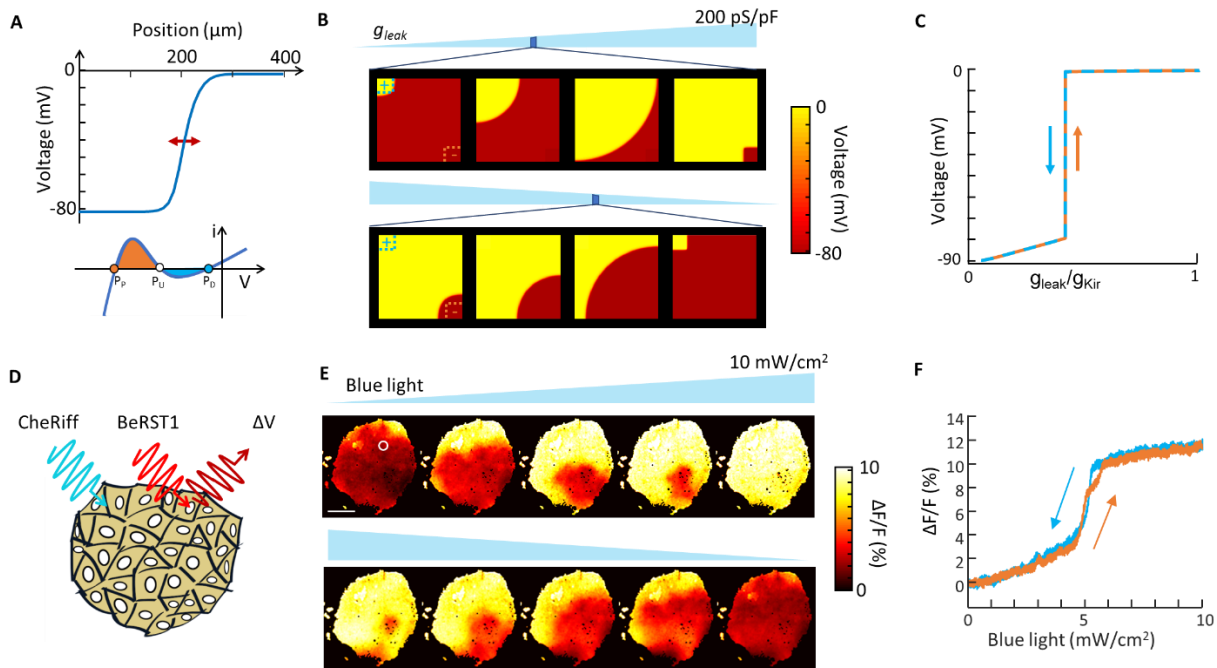 A
Position (µm)
0
200
400
0
-80
Voltage (mV)
i
V
P_P
P_U
P_D
B
g_leak
200 pS/pF
+
-
0
-80
Voltage (mV)
+
-
C
0
-90
Voltage (mV)
g_leak/g_Kir
1
D
CheRiff
BeRST1
ΔV
E
Blue light
10 mW/cm²
10
0
ΔF/F (%)
F
14
12
10
8
6
4
2
0
ΔF/F (%)
0
5
10
Blue light (mW/cm²)